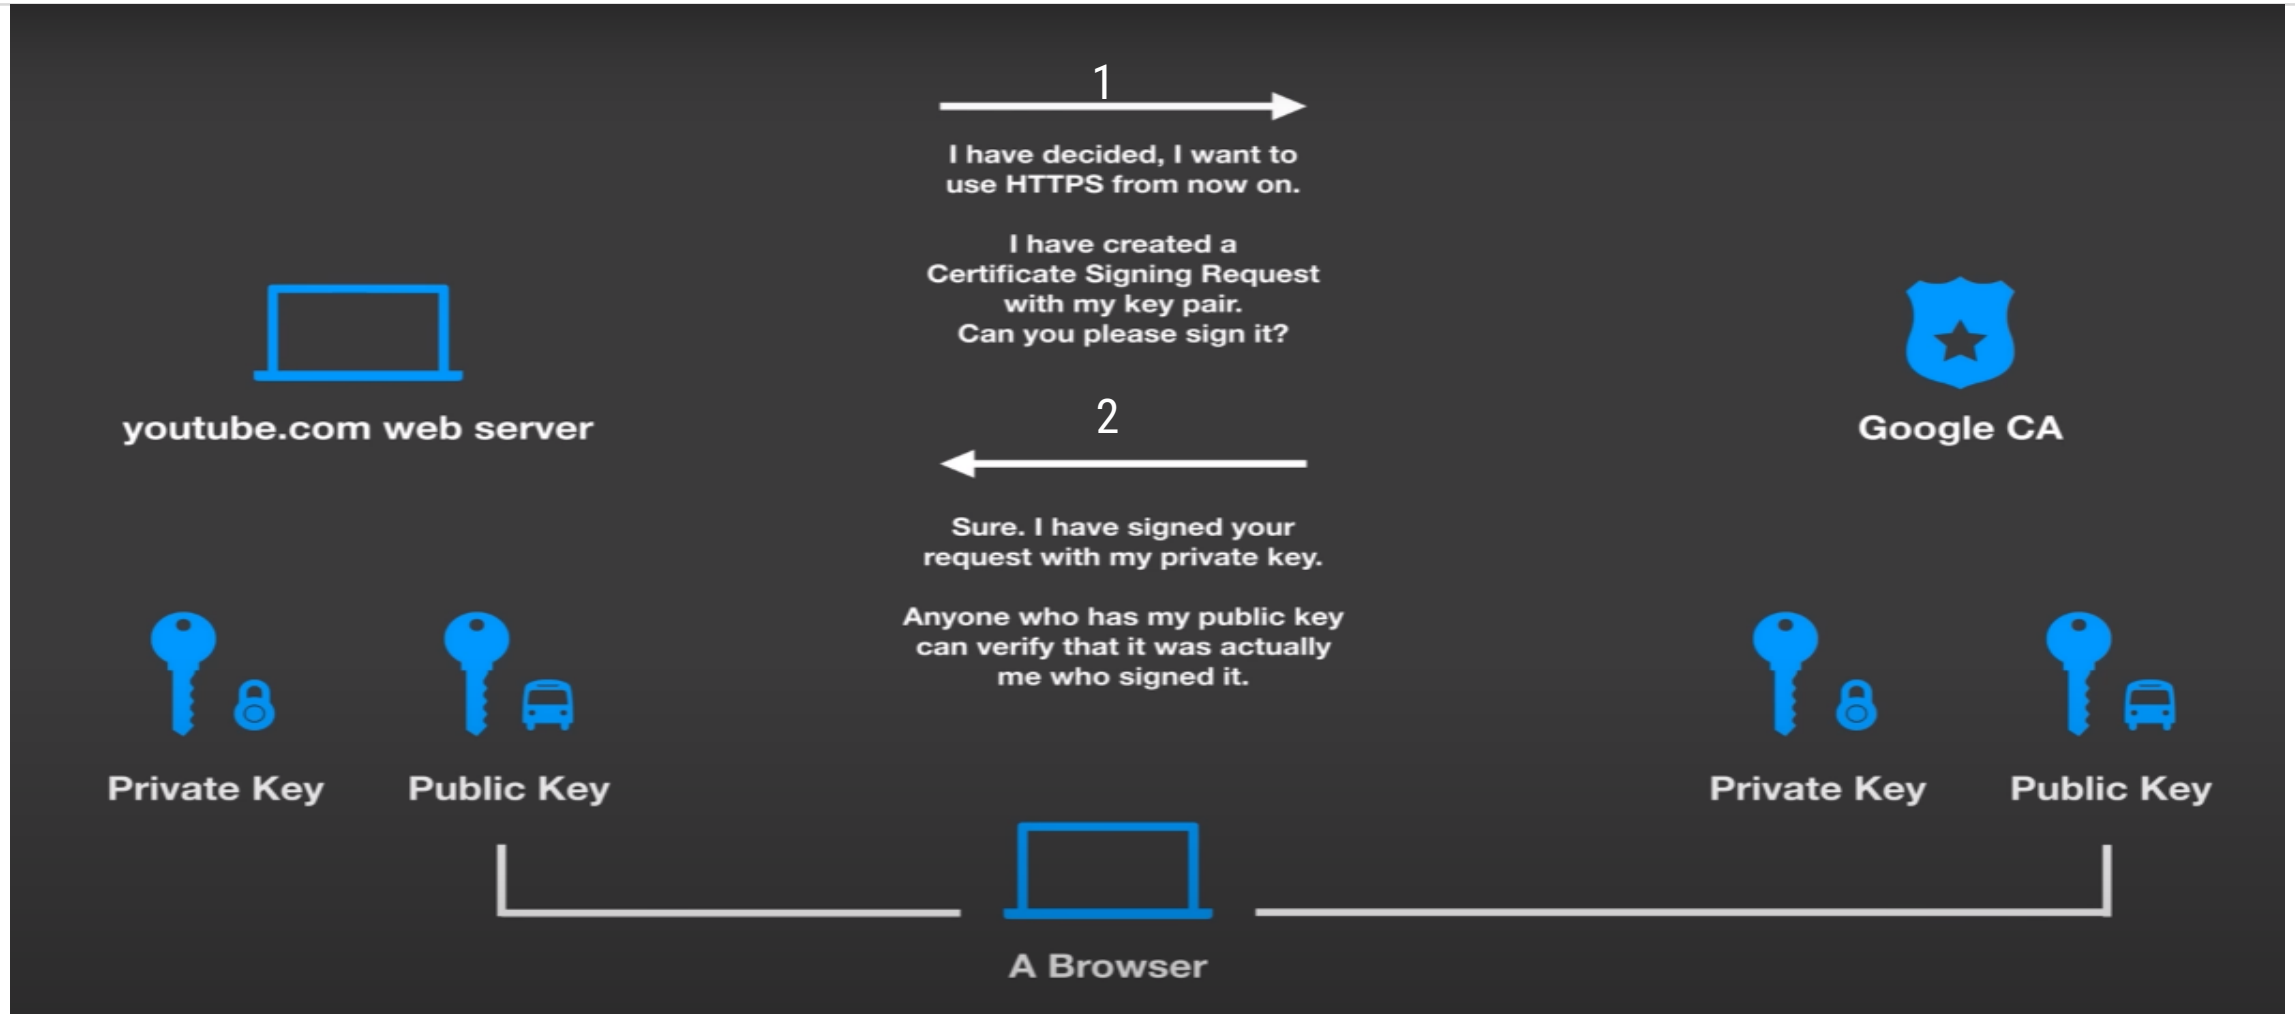 1
I have decided, I want to
use HTTPS from now on.
I have created a
Certificate Signing Request
with my key pair.
Can you please sign it?
youtube.com web server
Google CA
2
Sure. I have signed your
request with my private key.
Anyone who has my public key
can verify that it was actually
me who signed it.
Private Key
Public Key
Private Key
Public Key
A Browser